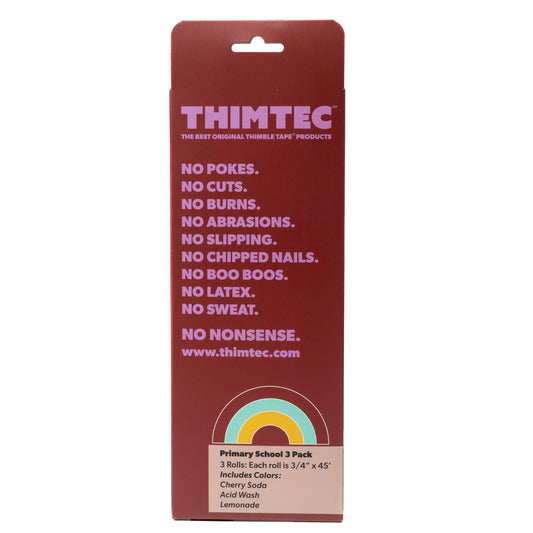 THIMTEC™
THE BEST ORIGINAL THIMBLE TAPE® PRODUCTS
NO POKES.
NO CUTS.
NO BURNS.
NO ABRASIONS.
NO SLIPPING.
NO CHIPPED NAILS.
NO BOO BOOS.
NO LATEX.
NO SWEAT.
NO NONSENSE.
www.thimtec.com
Primary School 3 Pack
3 Rolls: Each roll is 3/4" x 45'
Includes Colors:
Cherry Soda
Acid Wash
Lemonade